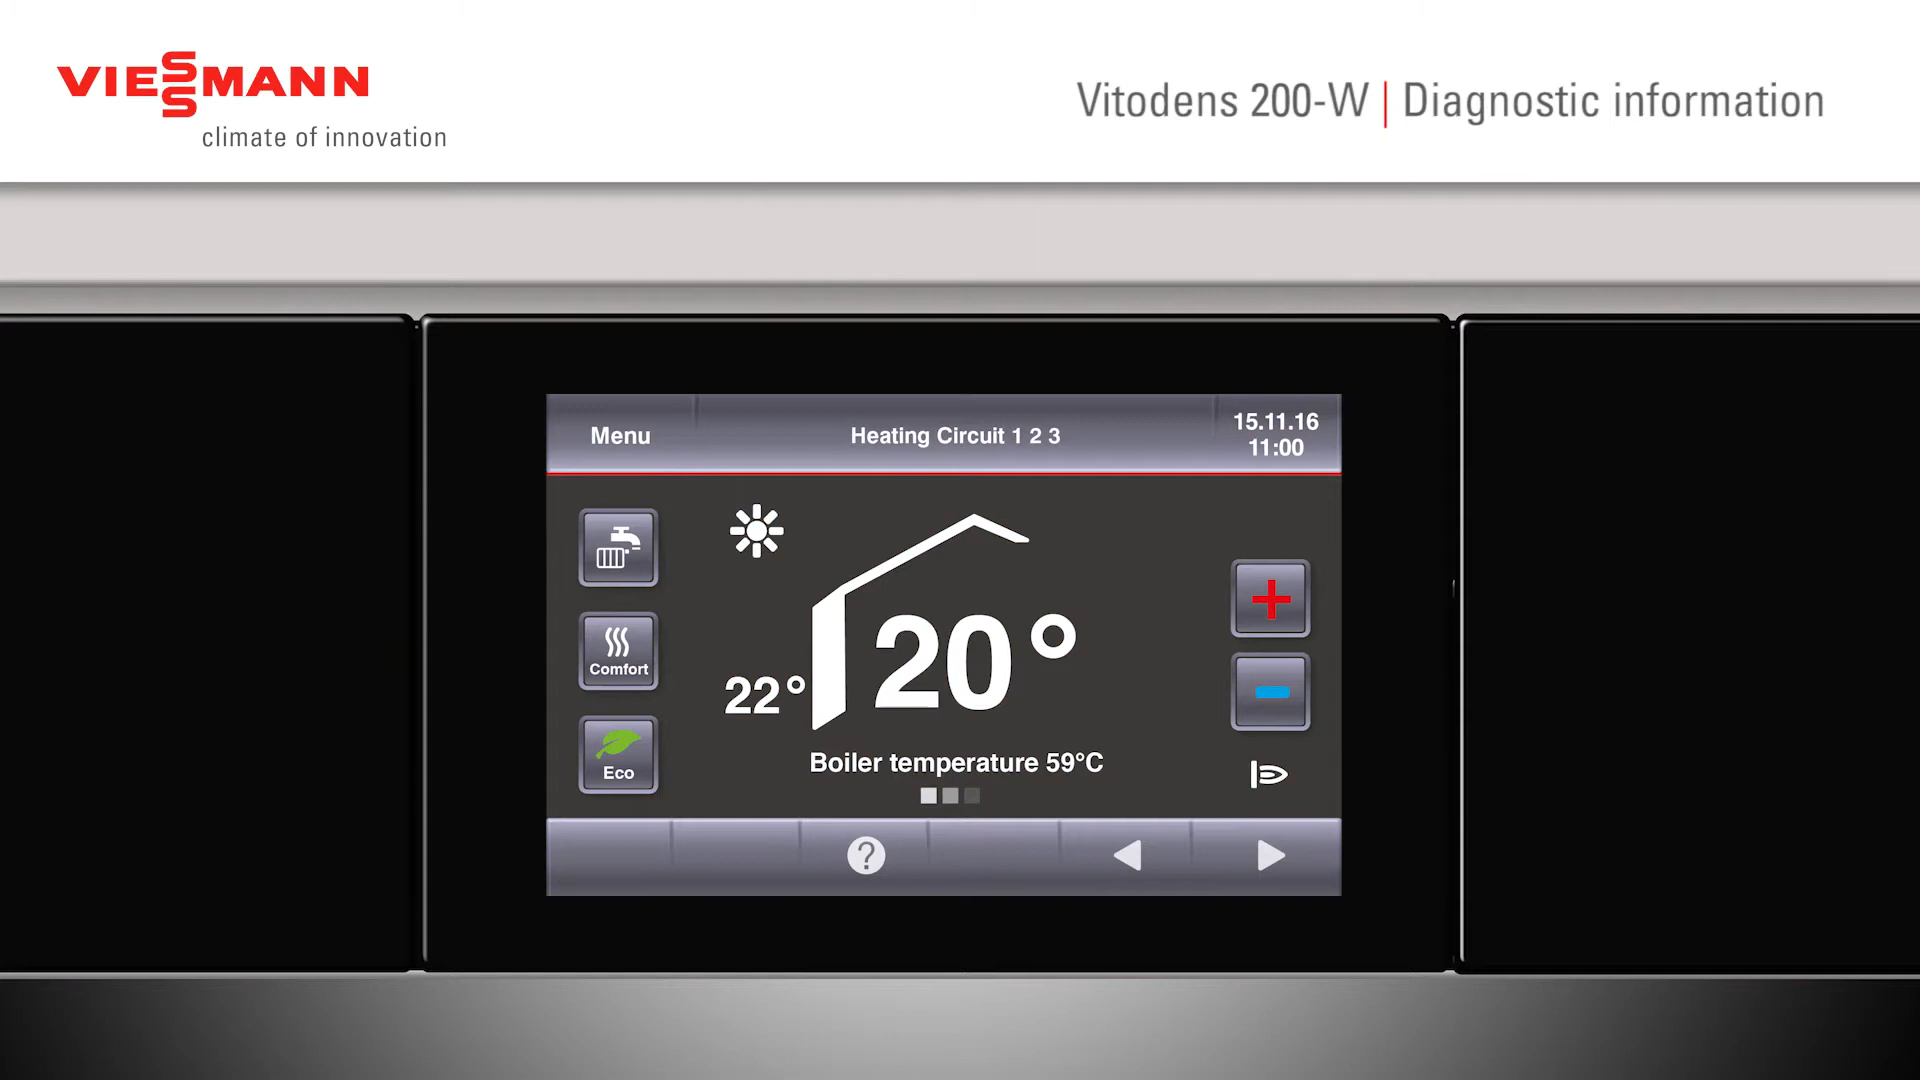 VIESSMANN
climate of innovation
Vitodens 200-W | Diagnostic information
Menu
Heating Circuit 1 2 3
15.11.16
11:00
Comfort
22°
20°
Eco
Boiler temperature 59°C
?